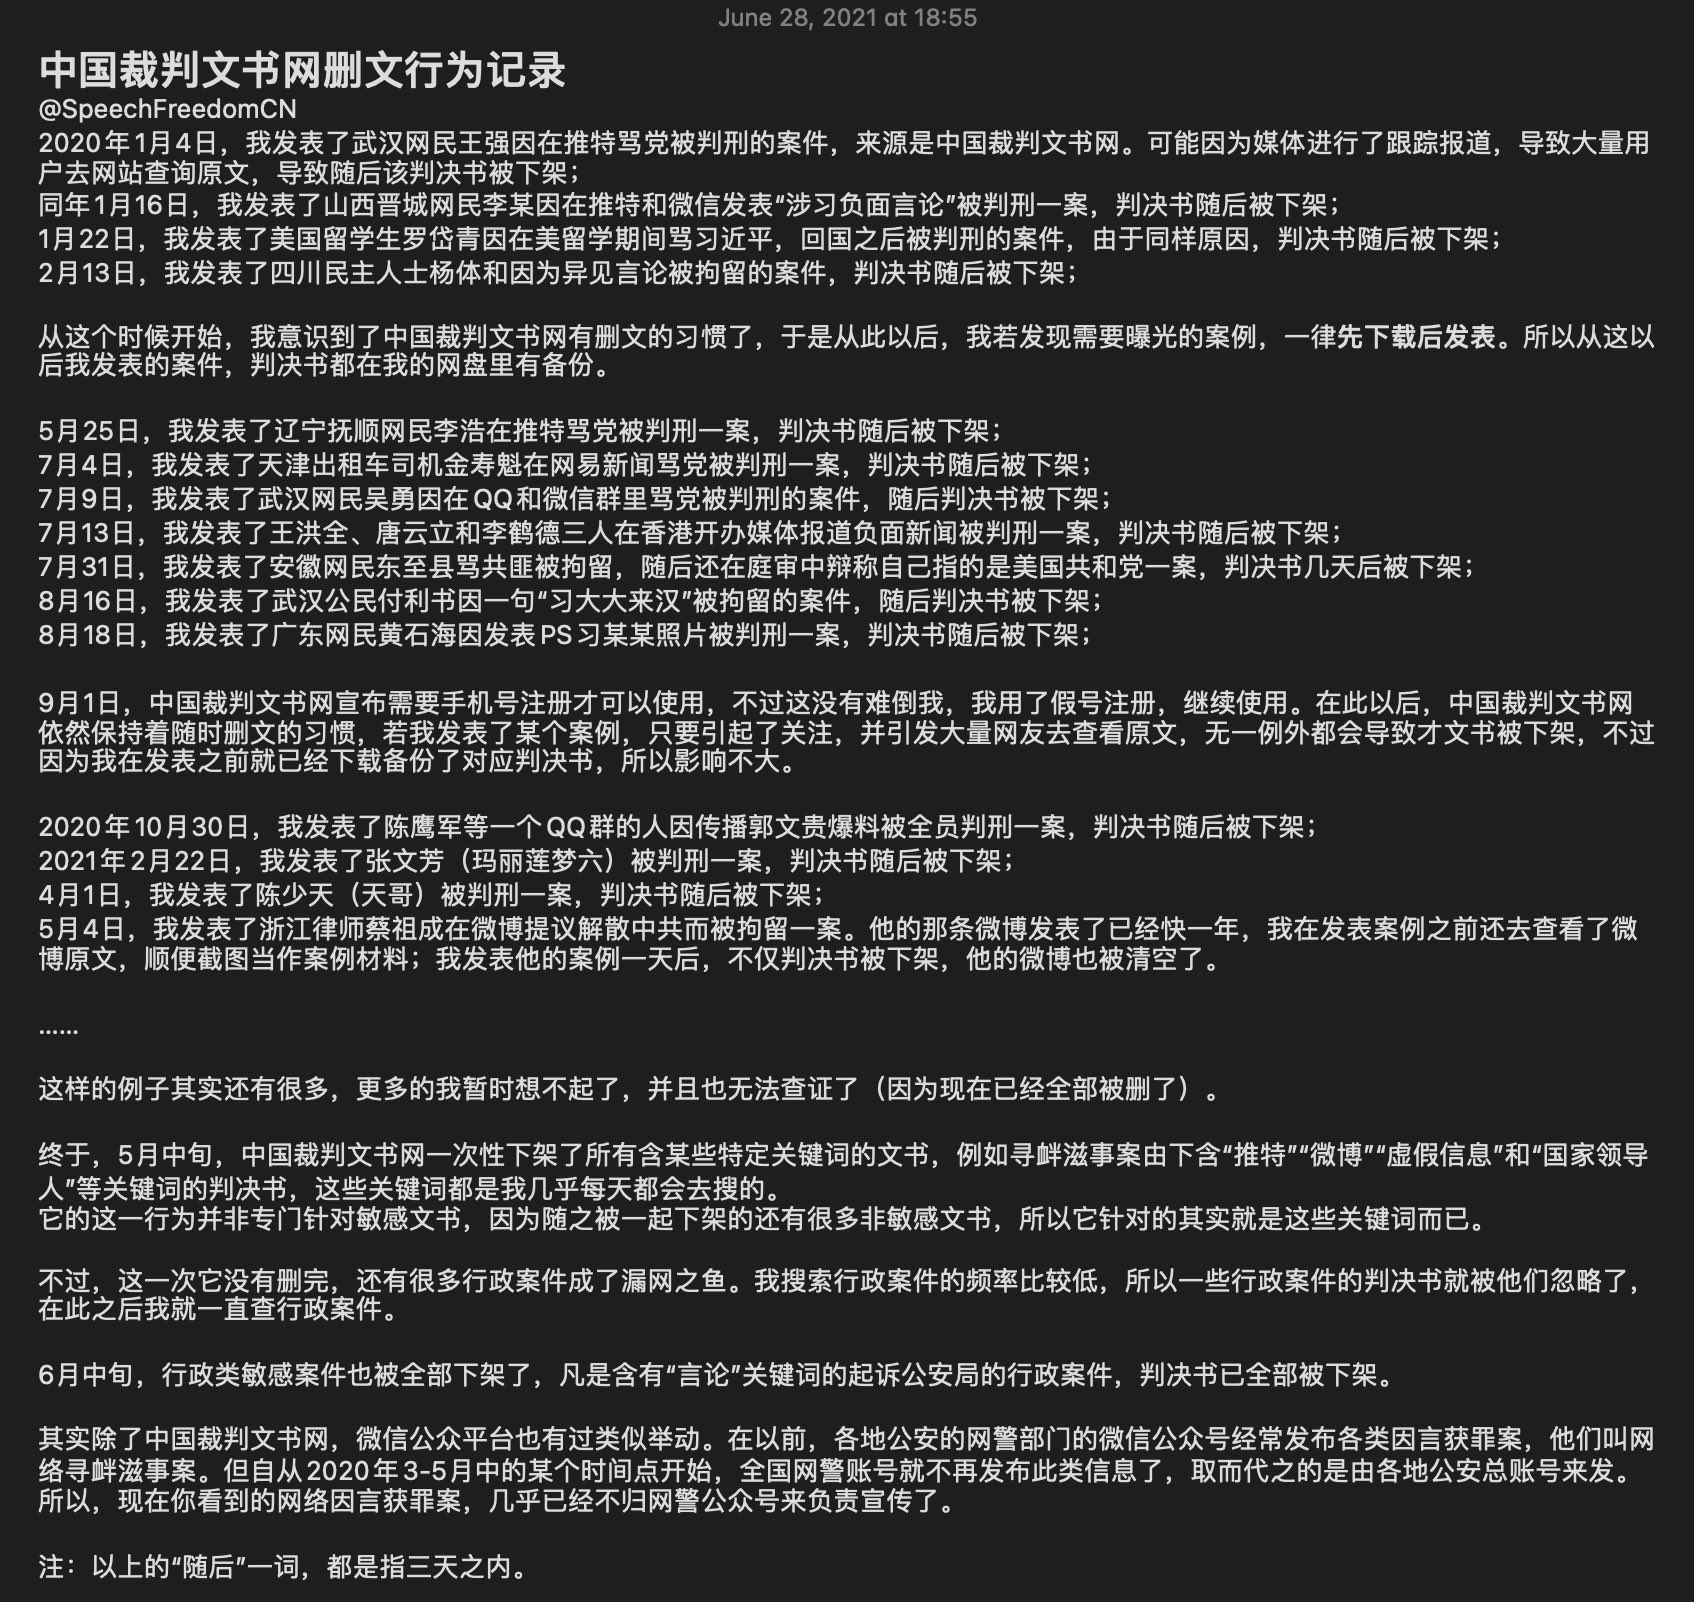 June 28, 2021 at 18:55
中国裁判文书网删文行为记录
@SpeechFreedomCN
2020年1月4日，我发表了武汉网民王强因在推特骂党被判刑的案件，来源是中国裁判文书网。可能因为媒体进行了跟踪报道，导致大量用
户去网站查询原文，导致随后该判决书被下架；
同年1月16日，我发表了山西晋城网民李某因在推特和微信发表“涉习负面言论”被判刑一案，判决书随后被下架；
1月22日，我发表了美国留学生罗岱青因在美留学期间骂习近平，回国之后被判刑的案件，由于同样原因，判决书随后被下架；
2月13日，我发表了四川民主人士杨体和因为异见言论被拘留的案件，判决书随后被下架；
从这个时候开始，我意识到了中国裁判文书网有删文的习惯了，于是从此以后，我若发现需要曝光的案例，一律先下载后发表。所以从这以
后我发表的案件，判决书都在我的网盘里有备份。
5月25日，我发表了辽宁抚顺网民李浩在推特骂党被判刑一案，判决书随后被下架；
7月4日，我发表了天津出租车司机金寿魁在网易新闻骂党被判刑一案，判决书随后被下架；
7月9日，我发表了武汉网民吴勇因在QQ和微信群里骂党被判刑的案件，随后判决书被下架；
7月13日，我发表了王洪全、唐云立和李鹤德三人在香港开办媒体报道负面新闻被判刑一案，判决书随后被下架；
7月31日，我发表了安徽网民东至县骂共匪被拘留，随后还在庭审中辩称自己指的是美国共和党一案，判决书几天后被下架；
8月16日，我发表了武汉公民付利书因一句“习大大来汉”被拘留的案件，随后判决书被下架；
8月18日，我发表了广东网民黄石海因发表PS习某某照片被判刑一案，判决书随后被下架；
9月1日，中国裁判文书网宣布需要手机号注册才可以使用，不过这没有难倒我，我用了假号注册，继续使用。在此以后，中国裁判文书网
依然保持着随时删文的习惯，若我发表了某个案例，只要引起了关注，并引发大量网友去查看原文，无一例外都会导致才文书被下架，不过
因为我在发表之前就已经下载备份了对应判决书，所以影响不大。
2020年10月30日，我发表了陈鹰军等一个QQ群的人因传播郭文贵爆料被全员判刑一案，判决书随后被下架；
2021年2月22日，我发表了张文芳（玛丽莲梦六）被判刑一案，判决书随后被下架；
4月1日，我发表了陈少天（天哥）被判刑一案，判决书随后被下架；
5月4日，我发表了浙江律师蔡祖成在微博提议解散中共而被拘留一案。他的那条微博发表了已经快一年，我在发表案例之前还去查看了微
博原文，顺便截图当作案例材料；我发表他的案例一天后，不仅判决书被下架，他的微博也被清空了。
……
这样的例子其实还有很多，更多的我暂时想不起了，并且也无法查证了（因为现在已经全部被删了）。
终于，5月中旬，中国裁判文书网一次性下架了所有含某些特定关键词的文书，例如寻衅滋事案由下含“推特”“微博”“虚假信息”和“国家领导
人”等关键词的判决书，这些关键词都是我几乎每天都会去搜的。
它的这一行为并非专门针对敏感文书，因为随之被一起下架的还有很多非敏感文书，所以它针对的其实就是这些关键词而已。
不过，这一次它没有删完，还有很多行政案件成了漏网之鱼。我搜索行政案件的频率比较低，所以一些行政案件的判决书就被他们忽略了，
在此之后我就一直查行政案件。
6月中旬，行政类敏感案件也被全部下架了，凡是含有“言论”关键词的起诉公安局的行政案件，判决书已全部被下架。
其实除了中国裁判文书网，微信公众平台也有过类似举动。在以前，各地公安的网警部门的微信公众号经常发布各类因言获罪案，他们叫网
络寻衅滋事案。但自从2020年3-5月中的某个时间点开始，全国网警账号就不再发布此类信息了，取而代之的是由各地公安总账号来发。
所以，现在你看到的网络因言获罪案，几乎已经不归网警公众号来负责宣传了。
注：以上的“随后”一词，都是指三天之内。